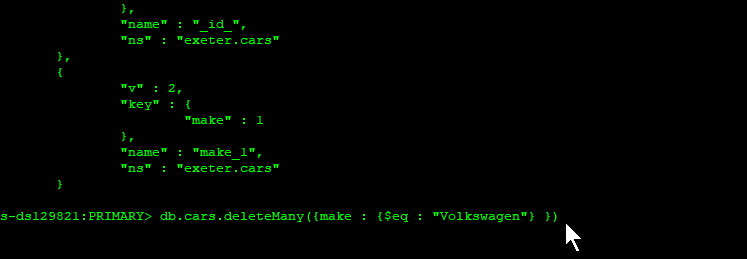 },
"name" : "_id_",
"ns" : "exeter.cars"
},
{
"v" : 2,
"key" : {
"make" : 1
},
"name" : "make_1",
"ns" : "exeter.cars"
}
s-ds129821:PRIMARY> db.cars.deleteMany({make : {$eq : "Volkswagen"} })